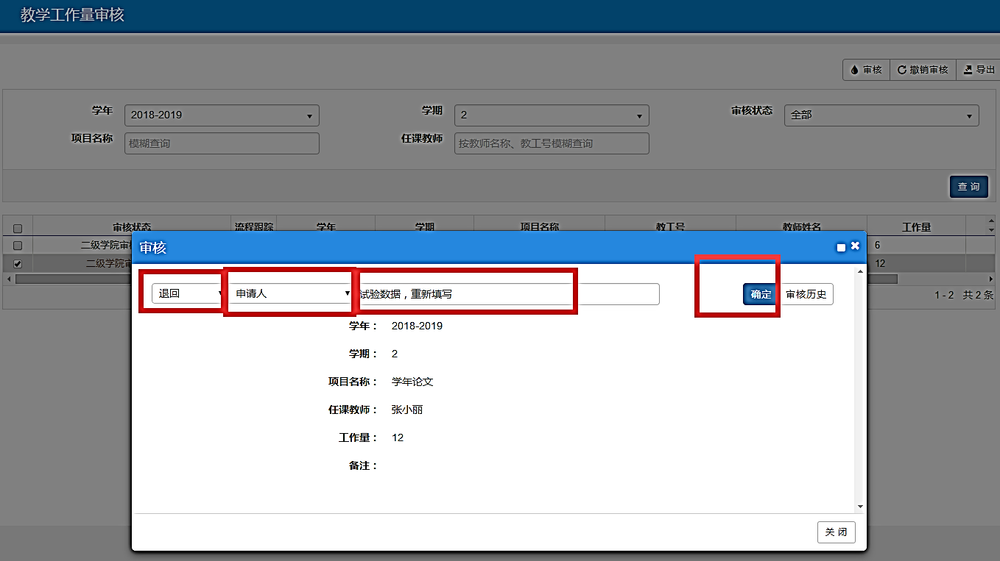 教学工作量审核
审核 撤销审核 导出
学年 2018-2019 学期 2 审核状态 全部
项目名称 模糊查询 任课教师 按教师名称、教工号模糊查询
查 询
审核状态 流程跟踪 学年 学期 项目名称 教工号 教师姓名 工作量
二级学院审 6
二级学院审 12
1 - 2 共 2 条
审核
退回 申请人 试验数据，重新填写 确定 审核历史
学年： 2018-2019
学期： 2
项目名称： 学年论文
任课教师： 张小丽
工作量： 12
备注：
关 闭